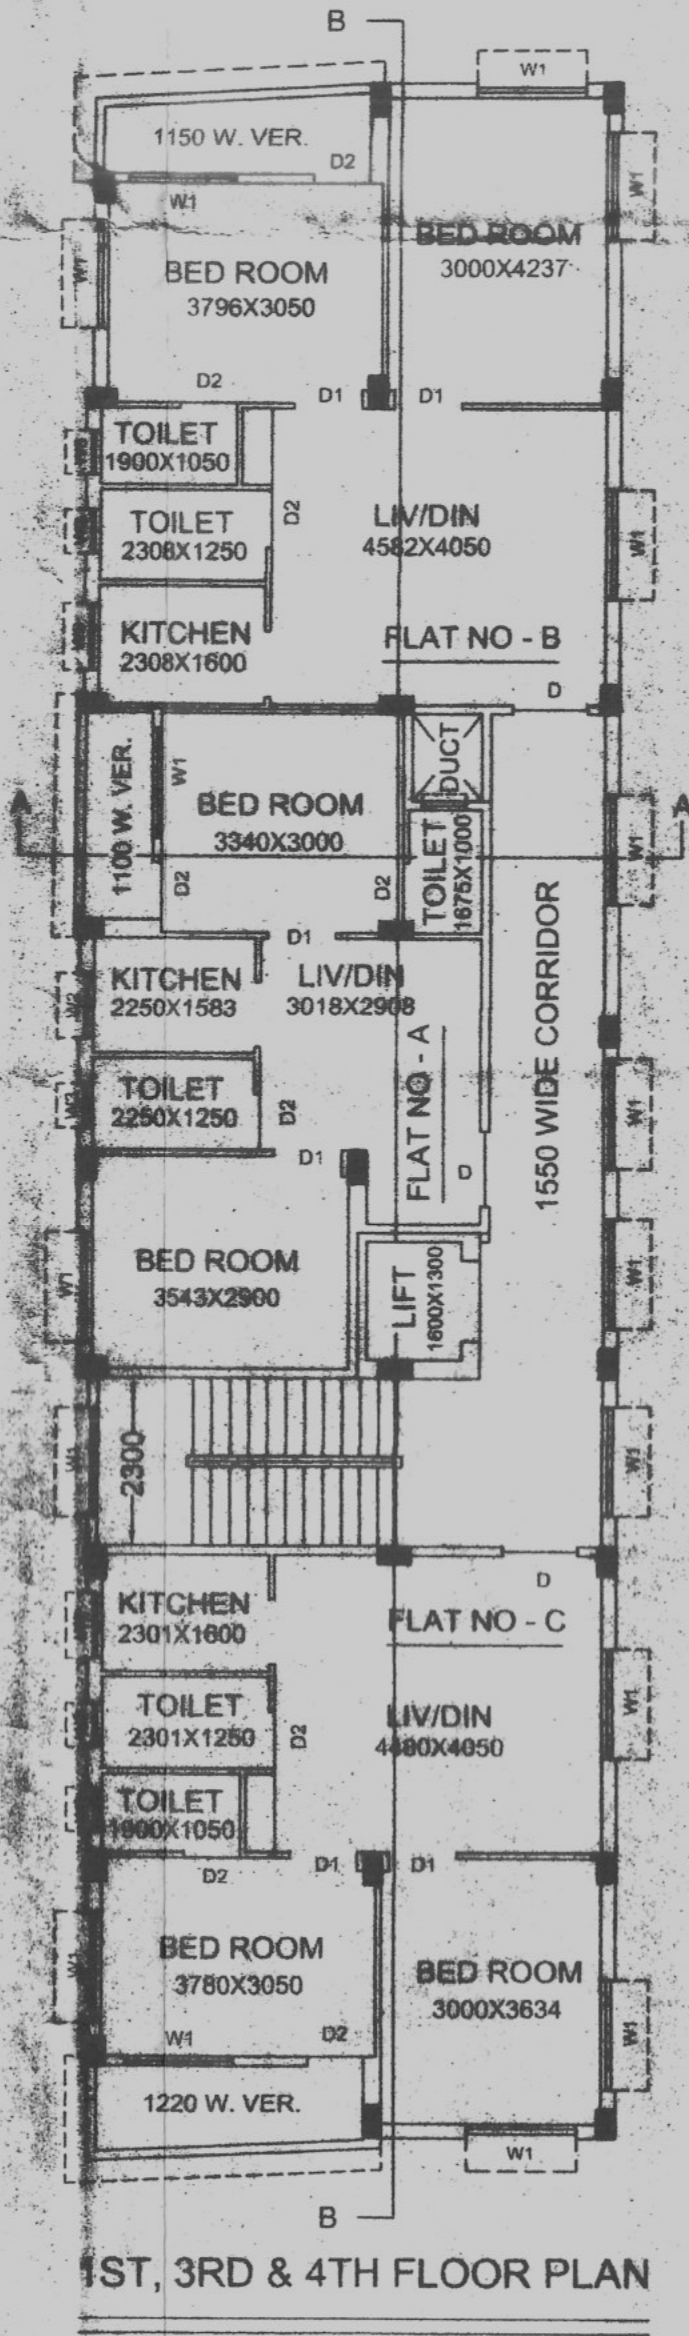 B
W1
1150 W. VER.
D2
W1
W1
BED ROOM
3000X4237
W1
BED ROOM
3796X3050
D2
D1
D1
TOILET
1900X1050
TOILET
2308X1250
D2
LIV/DIN
4582X4050
W1
KITCHEN
2308X1600
FLAT NO - B
D
1100 W. VER.
W1
BED ROOM
3340X3000
DUCT
A
A
D2
D2
TOILET
1675X1000
W1
D1
KITCHEN
2250X1583
LIV/DIN
3018X2908
W2
1550 WIDE CORRIDOR
FLAT NO - A
TOILET
2250X1250
W3
D2
W1
D1
D
BED ROOM
3543X2900
W1
LIFT
1600X1300
W1
2300
W1
W1
D
KITCHEN
2301X1600
FLAT NO - C
TOILET
2301X1250
D2
LIV/DIN
4480X4050
W1
TOILET
1900X1050
D2
D1
D1
BED ROOM
3780X3050
W1
BED ROOM
3000X3634
W1
W1
D2
1220 W. VER.
W1
B
1ST, 3RD & 4TH FLOOR PLAN